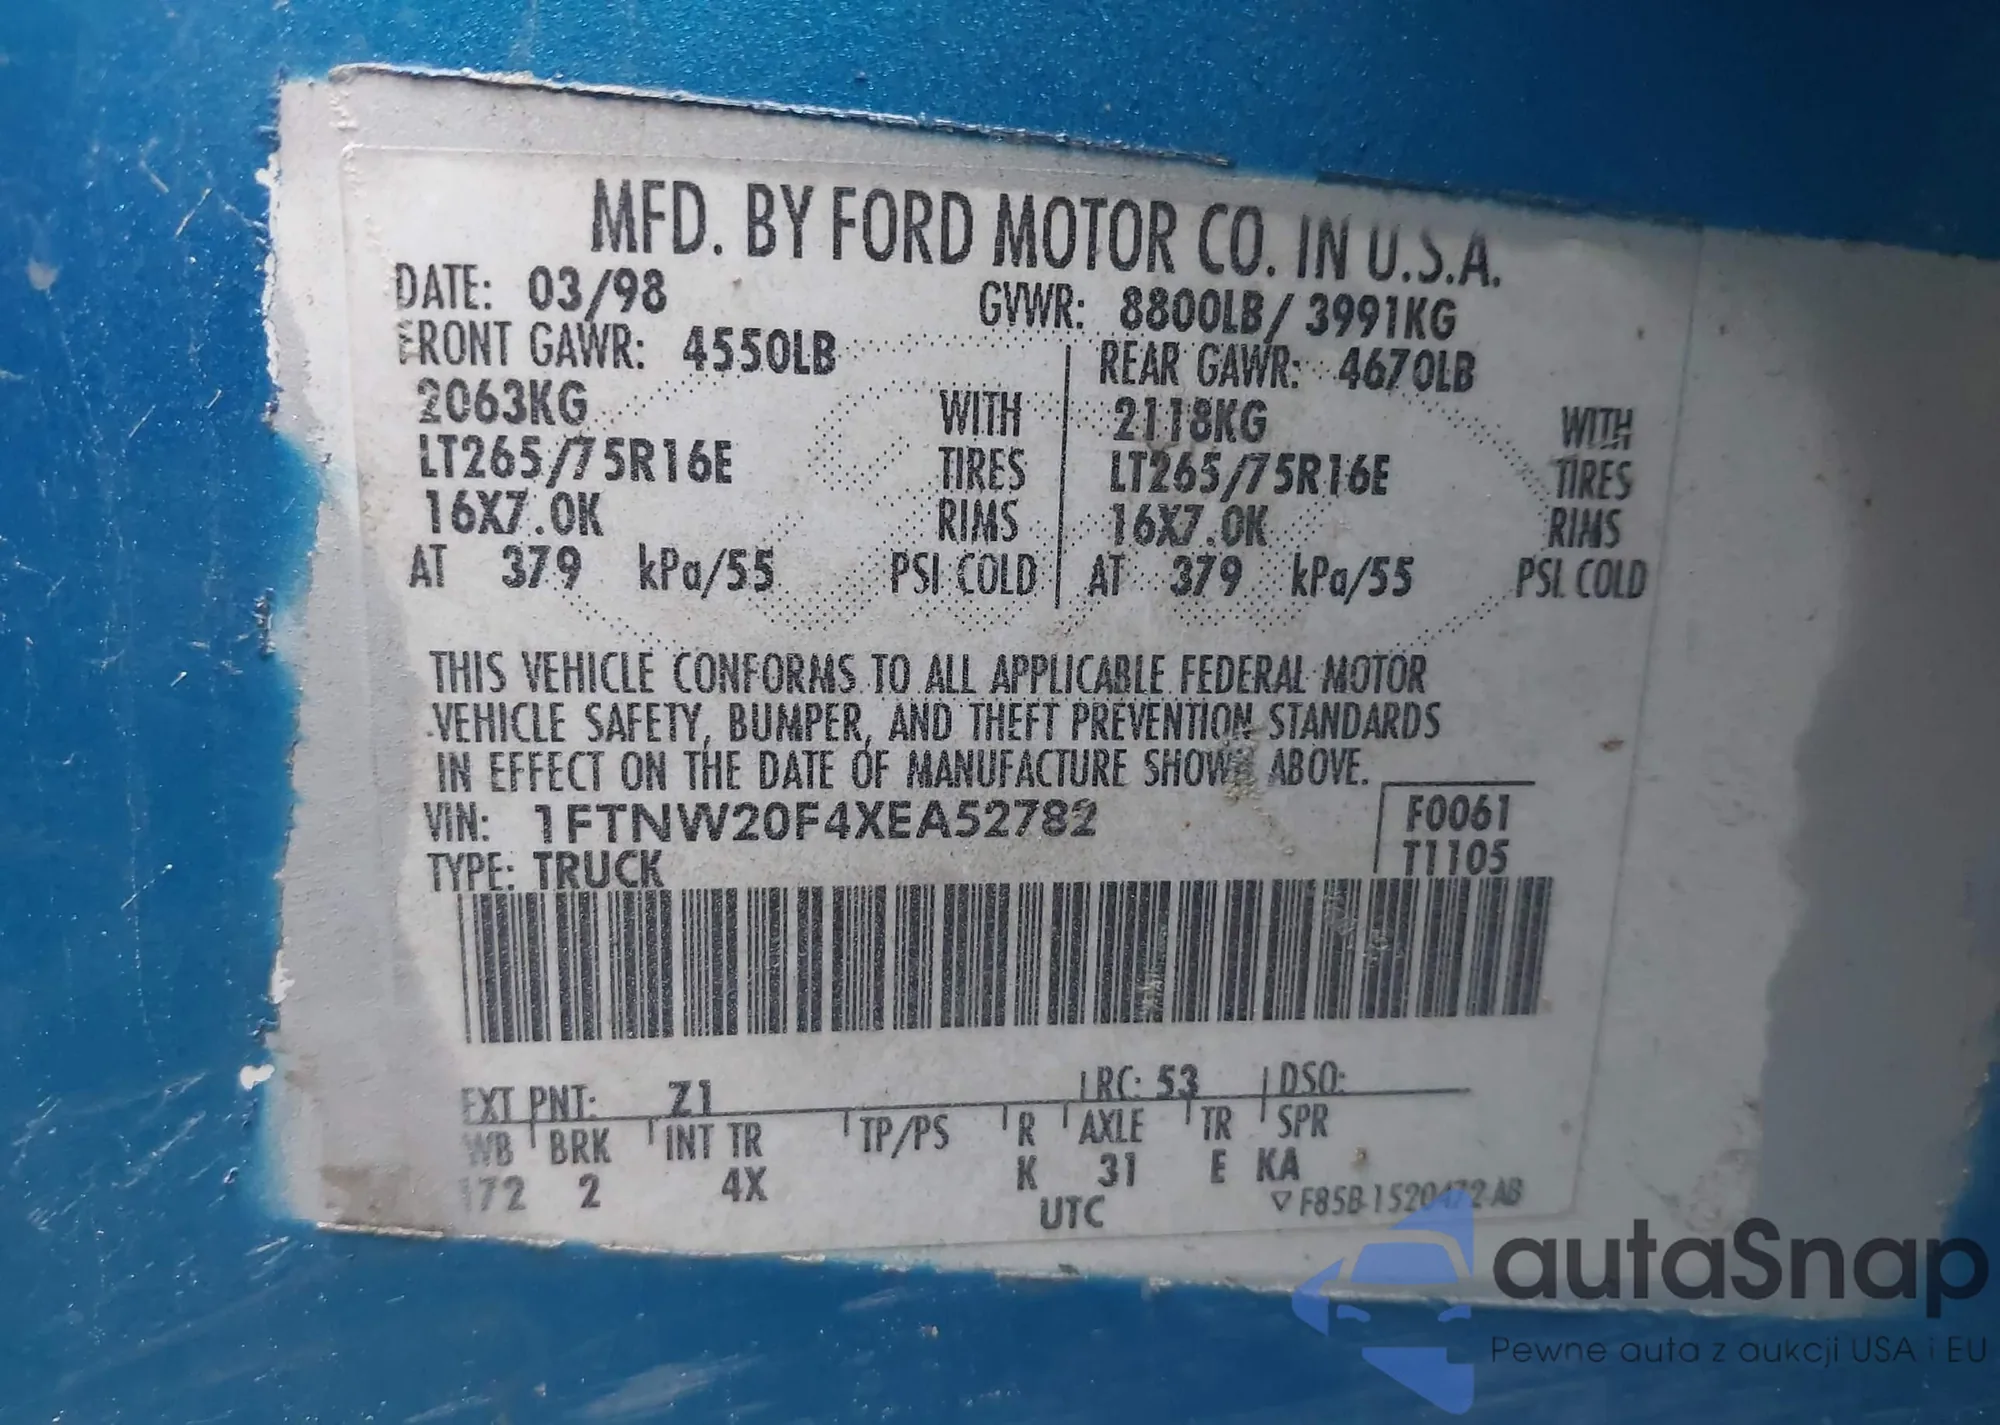 MFD. BY FORD MOTOR CO. IN U.S.A.
DATE: 03/98 GVWR: 8800LB/ 3991KG
FRONT GAWR: 4550LB REAR GAWR: 4670LB
2063KG WITH 2118KG WITH
LT265/75R16E TIRES LT265/75R16E TIRES
16X7.0K RIMS 16X7.0K RIMS
AT 379 kPa/55 PSI COLD AT 379 kPa/55 PSI COLD
THIS VEHICLE CONFORMS TO ALL APPLICABLE FEDERAL MOTOR
VEHICLE SAFETY, BUMPER, AND THEFT PREVENTION STANDARDS
IN EFFECT ON THE DATE OF MANUFACTURE SHOWN ABOVE.
VIN: 1FTNW20F4XEA52782 F0061
TYPE: TRUCK T1105
EXT PNT: Z1 RC: 53 DSO:
WB BRK INT TR TP/PS R AXLE TR SPR
172 2 4X K 31 E KA
UTC ▽ F85B-1520472-AB
autaSnap
Pewne auta z aukcji USA i EU